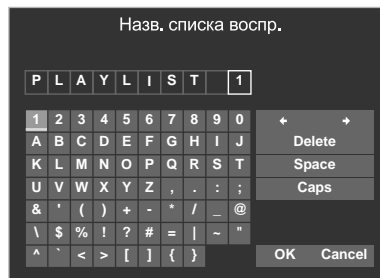 Назв. списка воспр.
P L A Y L I S T 1
1 2 3 4 5 6 7 8 9 0 ← →
A B C D E F G H I J Delete
K L M N O P Q R S T Space
U V W X Y Z , . : ; Caps
& ' ( ) + - * / _ @
\ $ % ! ? # = | ~ "
^ ` < > [ ] { } OK Cancel